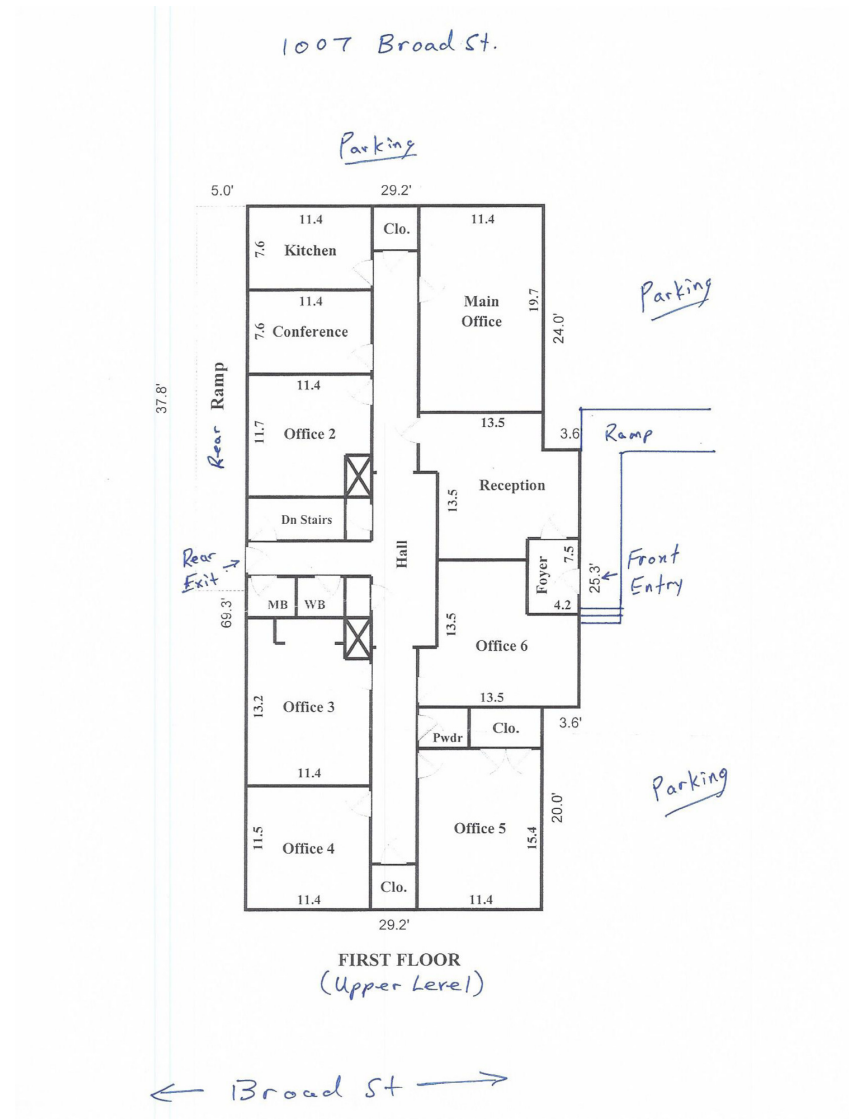 1007 Broad St.
Parking
5.0'
29.2'
11.4
Kitchen
7.6
Clo.
11.4
Main
Office
19.7
24.0'
Parking
11.4
7.6
Conference
37.8'
Rear Ramp
11.4
11.7
Office 2
13.5
3.6
Ramp
Reception
13.5
Dn Stairs
Hall
Rear
Exit
Foyer
7.5
4.2
25.3'
Front
Entry
69.3'
MB
WB
13.5
Office 6
13.5
13.2
Office 3
11.4
3.6'
Pwdr
Clo.
Parking
20.0'
11.5
Office 4
11.4
Office 5
15.4
11.4
Clo.
29.2'
FIRST FLOOR
(Upper Level)
Broad St